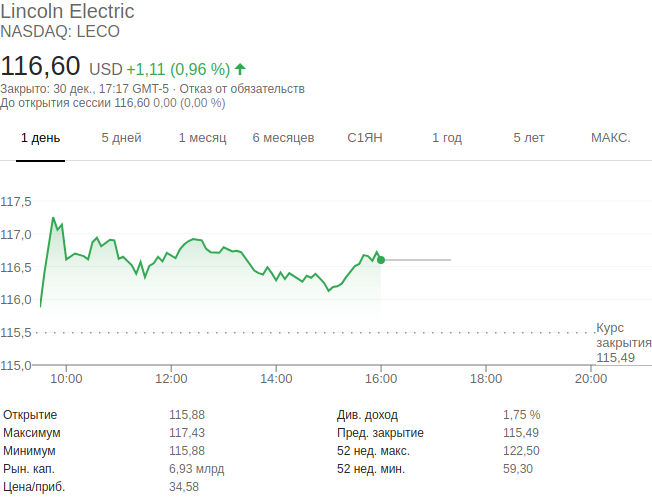 Lincoln Electric
NASDAQ: LECO
116,60 USD +1,11 (0,96 %)
Закрыто: 30 дек., 17:17 GMT-5 · Отказ от обязательств
До открытия сессии 116,60 0,00 (0,00 %)
1 день 5 дней 1 месяц 6 месяцев С1ЯН 1 год 5 лет МАКС.
117,5
117,0
116,5
116,0
115,5
115,0
Курс
закрытия
115,49
10:00 12:00 14:00 16:00 18:00 20:00
Открытие 115,88 Див. доход 1,75 %
Максимум 117,43 Пред. закрытие 115,49
Минимум 115,88 52 нед. макс. 122,50
Рын. кап. 6,93 млрд 52 нед. мин. 59,30
Цена/приб. 34,58